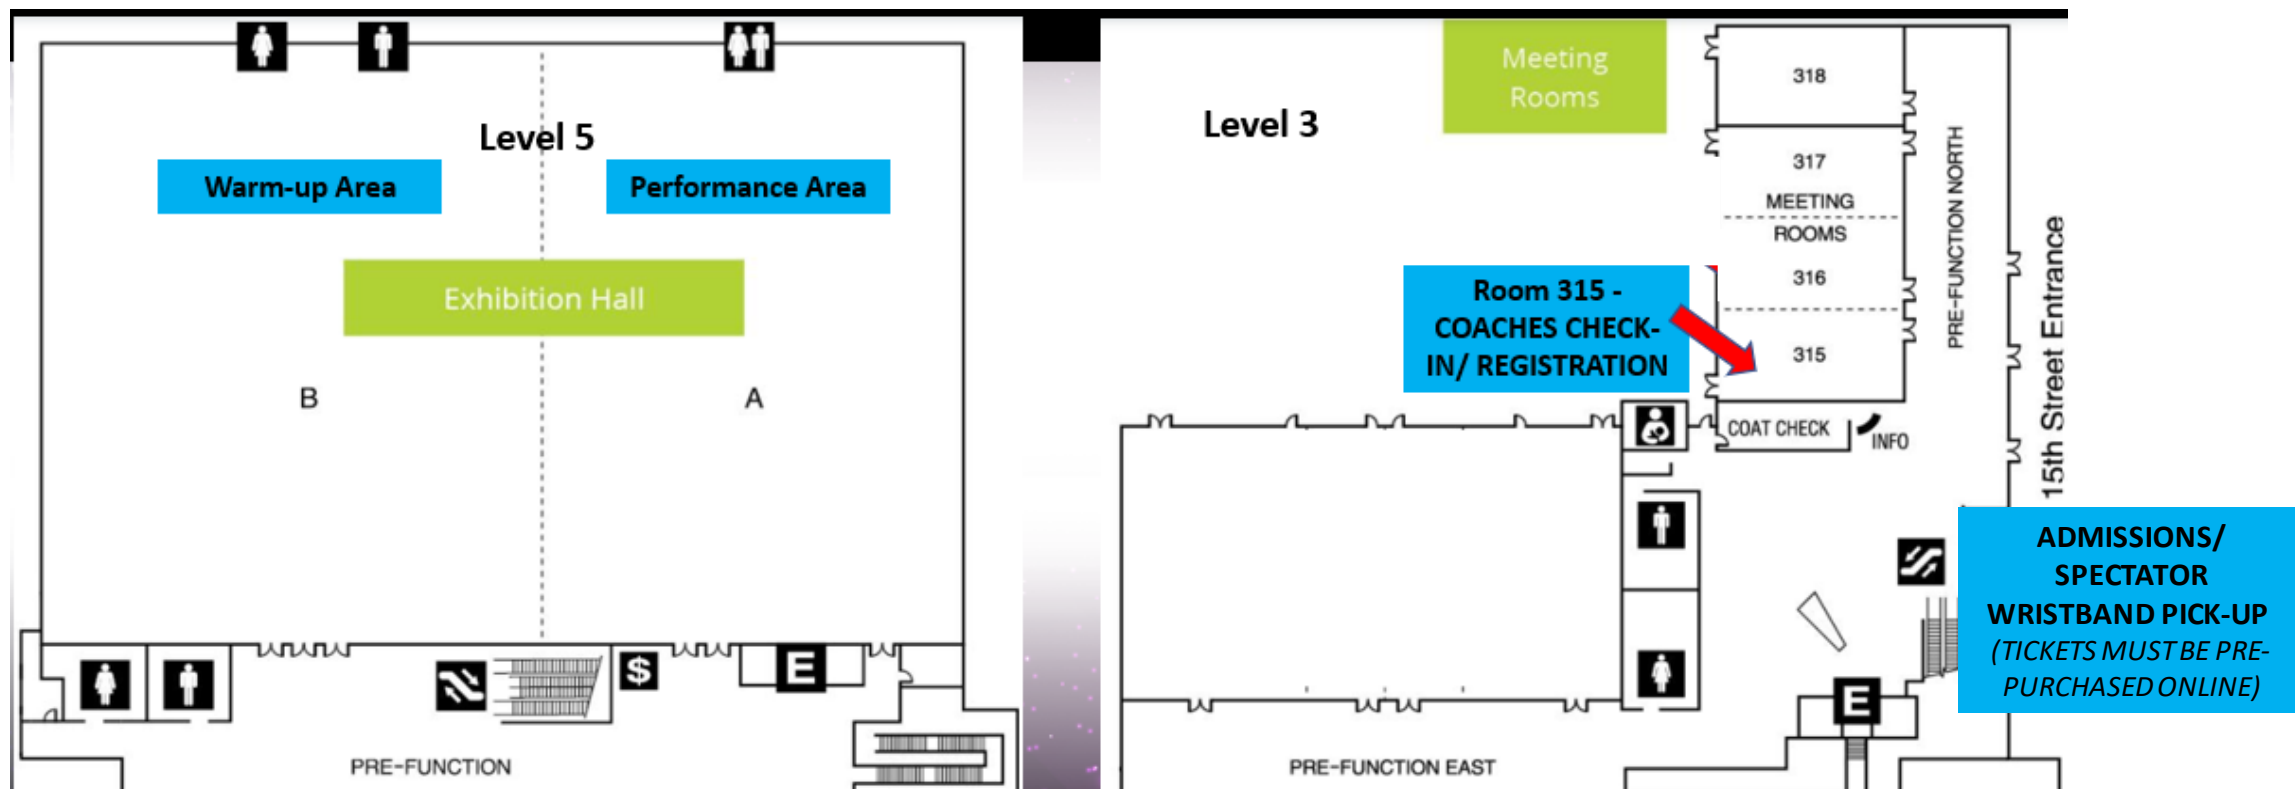 Level 5
Warm-up Area
Performance Area
Exhibition Hall
B
A
$
E
PRE-FUNCTION
Meeting
Rooms
Level 3
318
317
MEETING
ROOMS
316
315
PRE-FUNCTION NORTH
15th Street Entrance
Room 315 -
COACHES CHECK-
IN/ REGISTRATION
COAT CHECK
INFO
ADMISSIONS/
SPECTATOR
WRISTBAND PICK-UP
(TICKETS MUST BE PRE-
PURCHASED ONLINE)
E
PRE-FUNCTION EAST